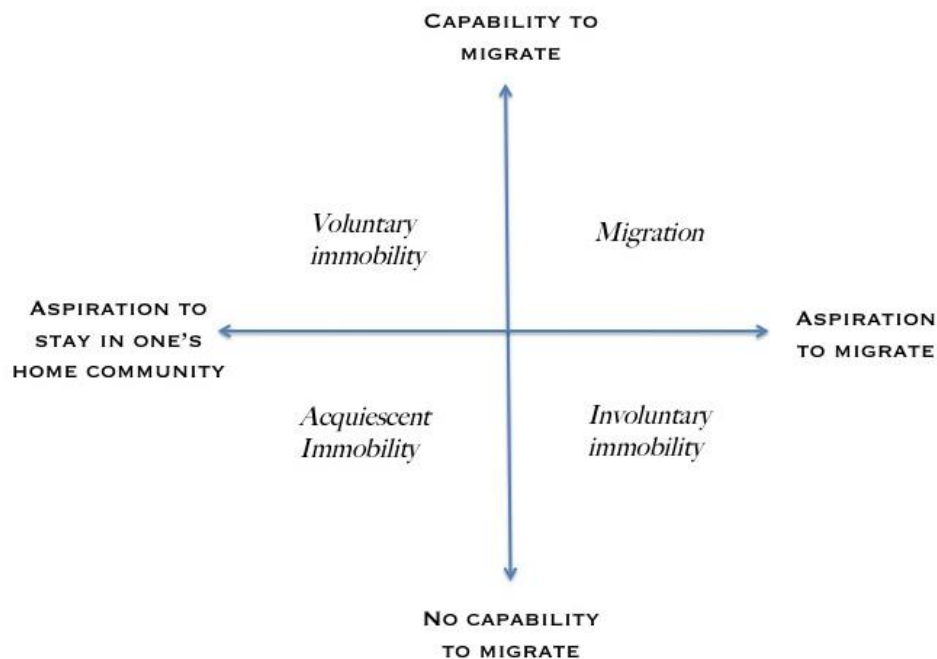 CAPABILITY TO
MIGRATE
Voluntary
immobility
Migration
ASPIRATION TO
STAY IN ONE'S
HOME COMMUNITY
ASPIRATION
TO MIGRATE
Acquiescent
Immobility
Involuntary
immobility
NO CAPABILITY
TO MIGRATE